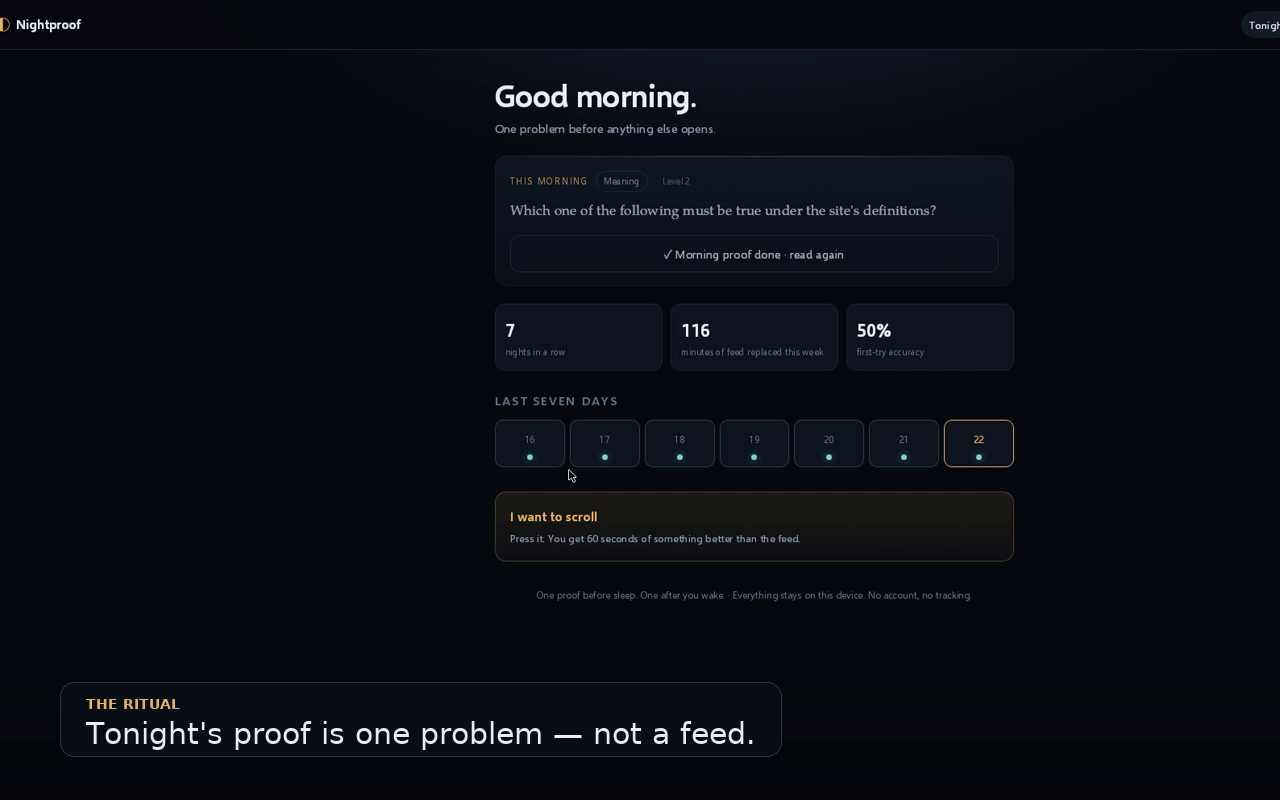 Nightproof
Good morning.
One problem before anything else opens.
THIS MORNING Meaning Level 2
Which one of the following must be true under the site's definitions?
✓ Morning proof done · read again
7 116 50%
nights in a row minutes of feed replaced this week first-try accuracy
LAST SEVEN DAYS
16 17 18 19 20 21 22
I want to scroll
Press it. You get 60 seconds of something better than the feed.
One proof before sleep. One after you wake. · Everything stays on this device. No account, no tracking.
THE RITUAL
Tonight's proof is one problem — not a feed.